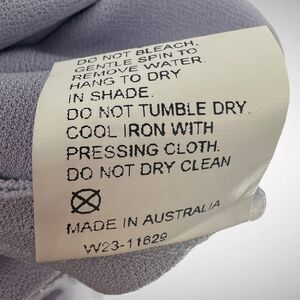 DO NOT BLEACH.
GENTLE SPIN TO
REMOVE WATER.
HANG TO DRY
IN SHADE.
DO NOT TUMBLE DRY.
COOL IRON WITH
PRESSING CLOTH.
DO NOT DRY CLEAN
MADE IN AUSTRALIA
W23-11629